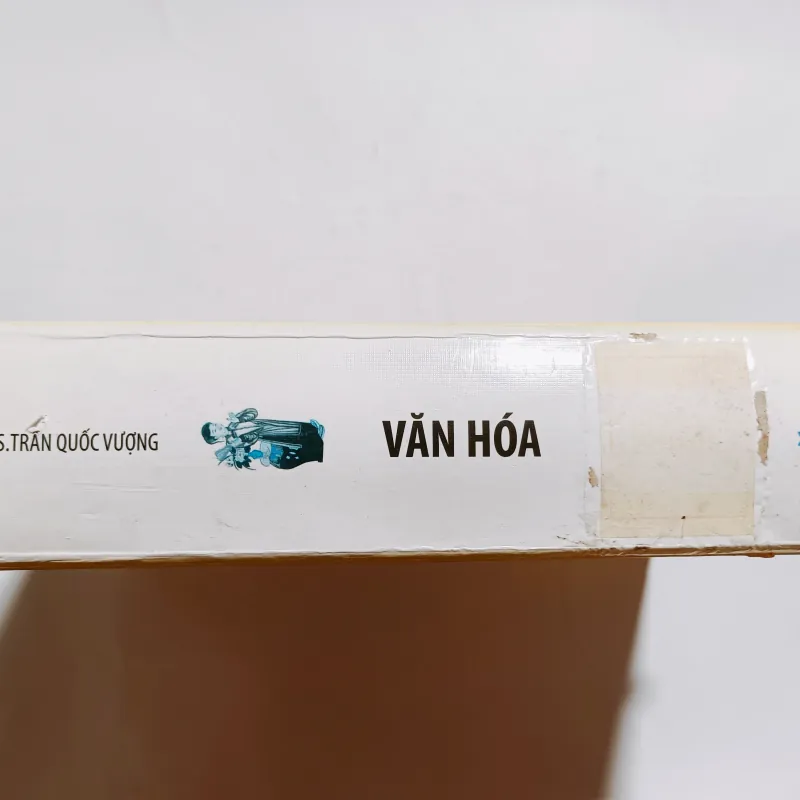 S.TRẦN QUỐC VƯỢNG
VĂN HÓA